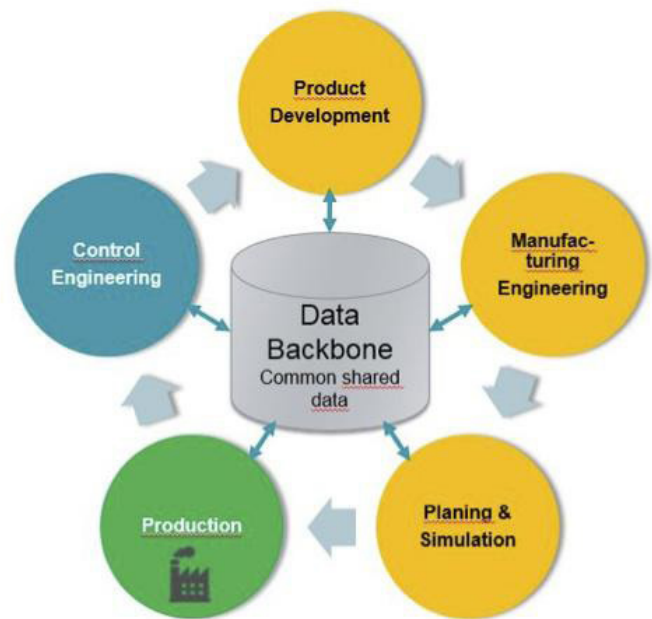 Product
Development
Manufac-
turing
Engineering
Planing &
Simulation
Production
Control
Engineering
Data
Backbone
Common shared
data